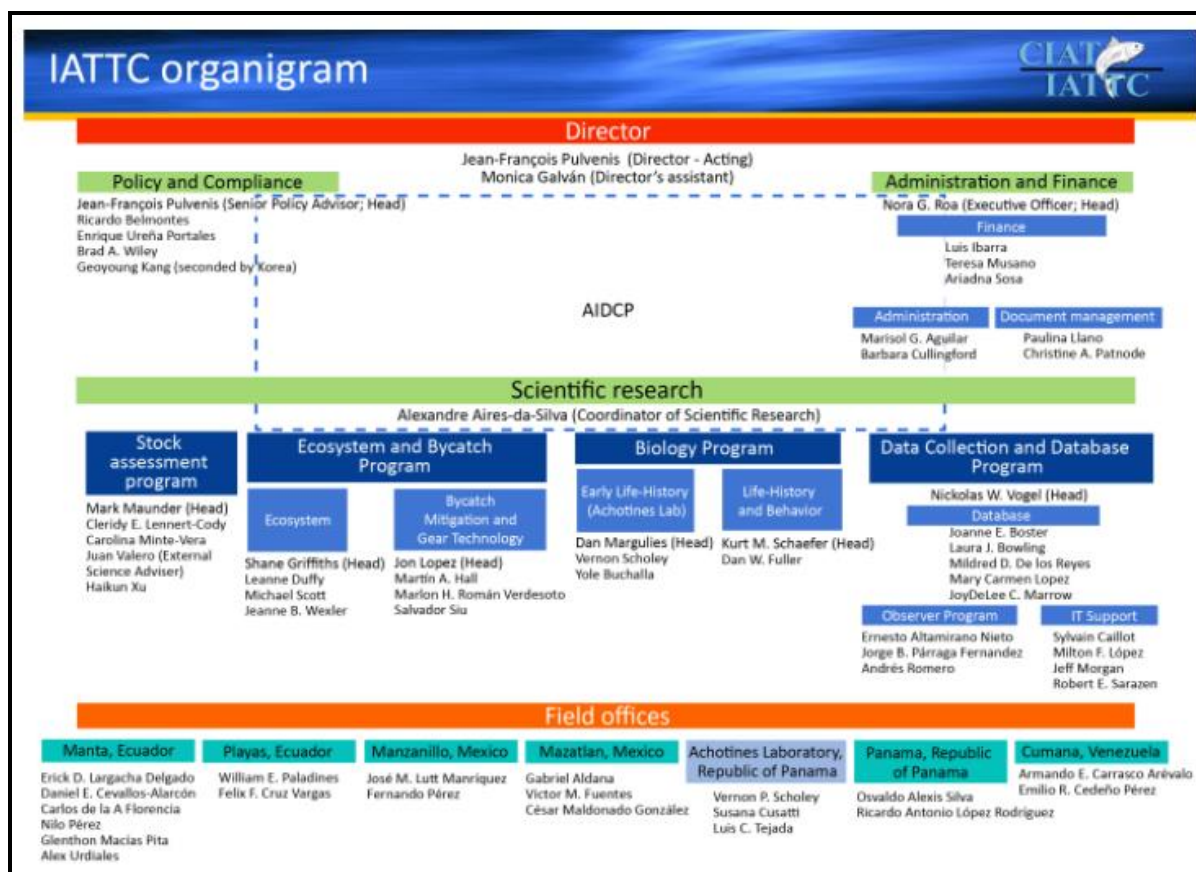 IATTC organigram
CIAT
IATTC
Director
Jean-François Pulvenis (Director - Acting)
Monica Galván (Director's assistant)
Policy and Compliance
Jean-François Pulvenis (Senior Policy Advisor; Head)
Ricardo Belmontes
Enrique Ureña Portales
Brad A. Wiley
Geoyoung Kang (seconded by Korea)
Administration and Finance
Nora G. Roa (Executive Officer; Head)
Finance
Luis Ibarra
Teresa Musano
Ariadna Sosa
AIDCP
Administration
Marisol G. Aguilar
Barbara Cullingford
Document management
Paulina Llano
Christine A. Patnode
Scientific research
Alexandre Aires-da-Silva (Coordinator of Scientific Research)
Stock
assessment
program
Mark Maunder (Head)
Cleridy E. Lennert-Cody
Carolina Minte-Vera
Juan Valero (External
Science Adviser)
Haikun Xu
Ecosystem and Bycatch
Program
Ecosystem
Shane Griffiths (Head)
Leanne Duffy
Michael Scott
Jeanne B. Wexler
Bycatch
Mitigation and
Gear Technology
Jon Lopez (Head)
Martín A. Hall
Marlon H. Román Verdesoto
Salvador Siu
Biology Program
Early Life-History
(Achotines Lab)
Dan Margulies (Head)
Vernon Scholey
Yole Buchalla
Life-History
and Behavior
Kurt M. Schaefer (Head)
Dan W. Fuller
Data Collection and Database
Program
Nickolas W. Vogel (Head)
Database
Joanne E. Boster
Laura J. Bowling
Mildred D. De los Reyes
Mary Carmen Lopez
JoyDeLee C. Marrow
Observer Program
Ernesto Altamirano Nieto
Jorge B. Párraga Fernandez
Andrés Romero
IT Support
Sylvain Caillot
Milton F. López
Jeff Morgan
Robert E. Sarazen
Field offices
Manta, Ecuador
Erick D. Largacha Delgado
Daniel E. Cevallos-Alarcón
Carlos de la A Florencia
Nilo Pérez
Glenthon Macías Pita
Alex Urdiales
Playas, Ecuador
William E. Paladines
Felix F. Cruz Vargas
Manzanillo, Mexico
José M. Lutt Manríquez
Fernando Pérez
Mazatlan, Mexico
Gabriel Aldana
Victor M. Fuentes
César Maldonado González
Achotines Laboratory,
Republic of Panama
Vernon P. Scholey
Susana Cusatti
Luis C. Tejada
Panama, Republic
of Panama
Osvaldo Alexis Silva
Ricardo Antonio López Rodríguez
Cumana, Venezuela
Armando E. Carrasco Arévalo
Emilio R. Cedeño Pérez